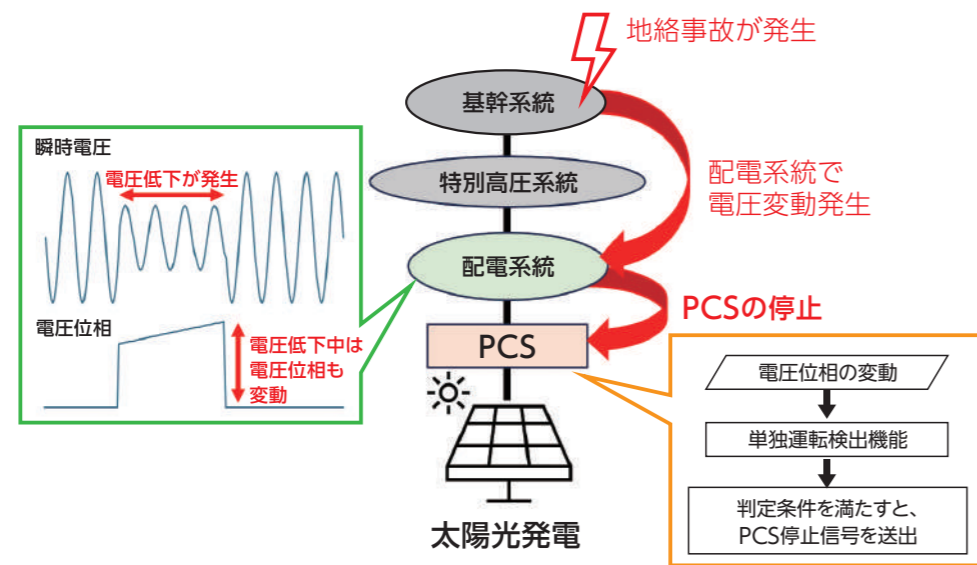 地絡事故が発生
基幹系統
特別高圧系統
配電系統で
電圧変動発生
配電系統
PCSの停止
PCS
太陽光発電
瞬時電圧
電圧低下が発生
電圧位相
電圧低下中は
電圧位相も
変動
電圧位相の変動
単独運転検出機能
判定条件を満たすと、
PCS停止信号を送出